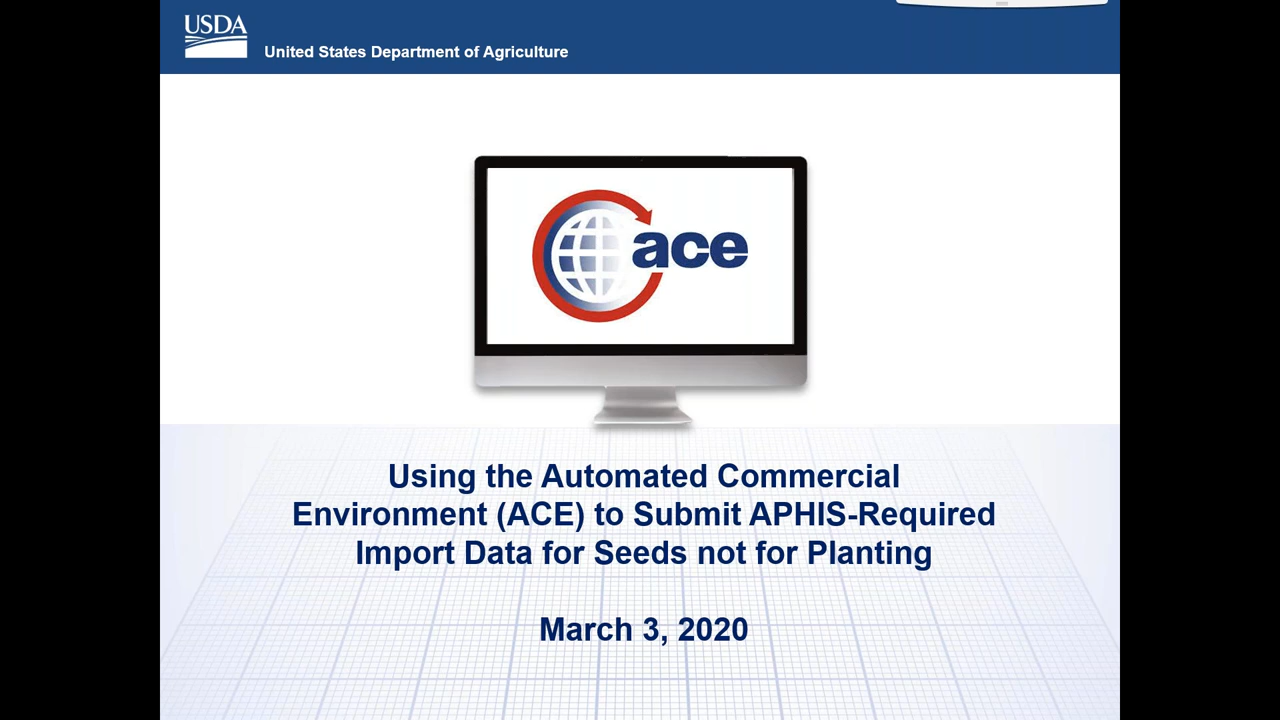 USDA
United States Department of Agriculture
ace
Using the Automated Commercial
Environment (ACE) to Submit APHIS-Required
Import Data for Seeds not for Planting
March 3, 2020